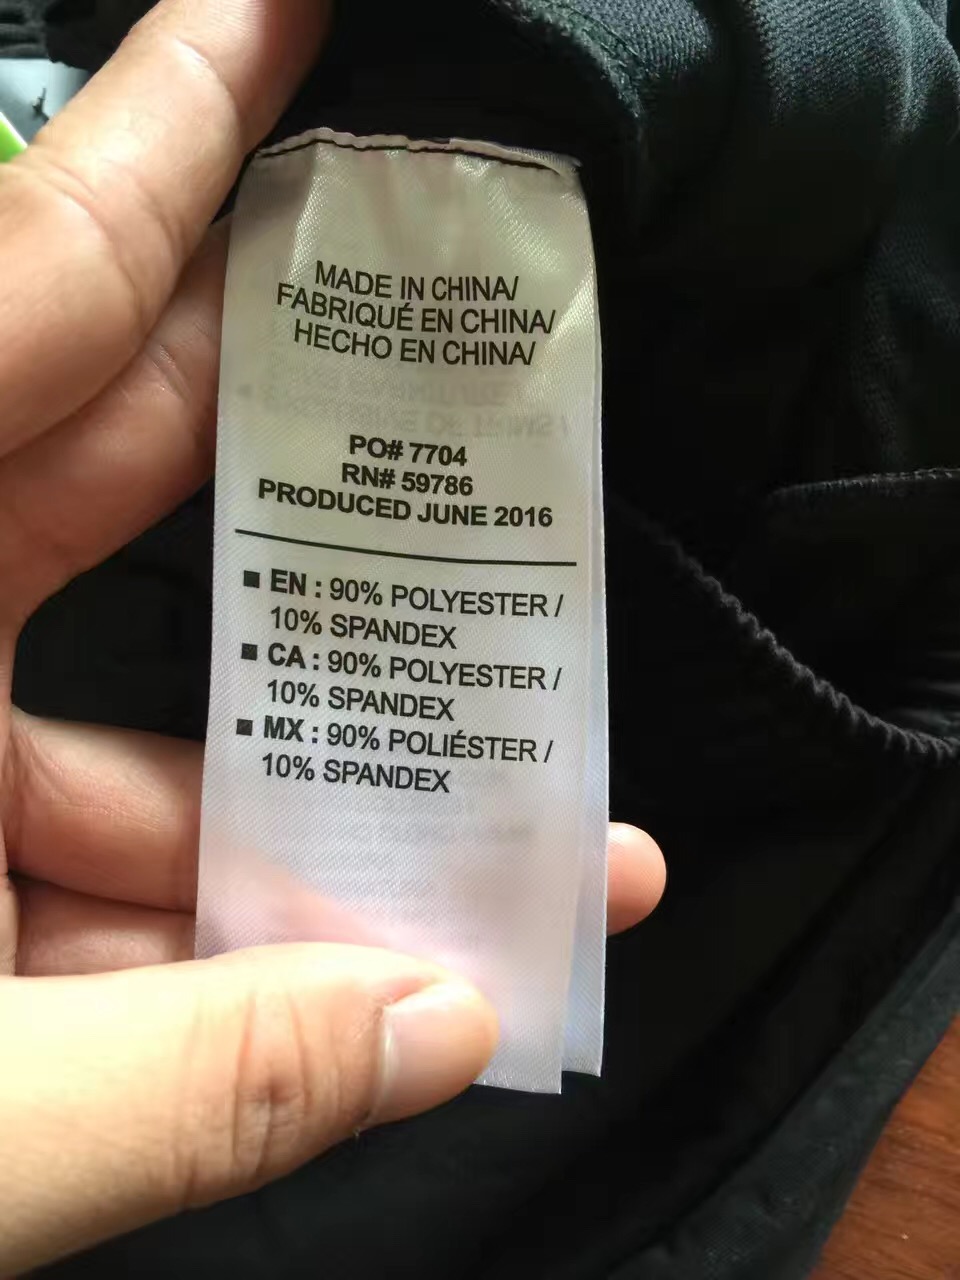 MADE IN CHINA/
FABRIQUÉ EN CHINA/
HECHO EN CHINA/
PO# 7704
RN# 59786
PRODUCED JUNE 2016
■ EN : 90% POLYESTER /
10% SPANDEX
■ CA : 90% POLYESTER /
10% SPANDEX
■ MX : 90% POLIÉSTER /
10% SPANDEX